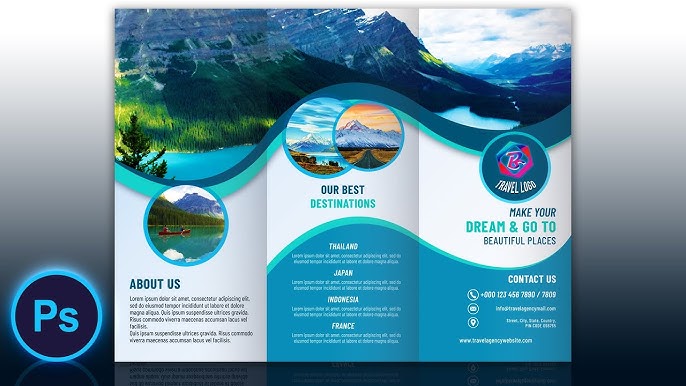 Ps
ABOUT US
Lorem ipsum dolor sit amet, consectetur
adipiscing elit, sed do eiusmod tempor
incididunt ut labore et dolore magna aliqua.
Quis ipsum suspendisse ultrices gravida.
Risus commodo viverra maecenas accumsan lacus vel
facilisis.
Quis ipsum suspendisse ultrices gravida. Risus
commodo viverra maecenas accumsan lacus vel
facilisis.
OUR BEST
DESTINATIONS
THAILAND
Lorem ipsum dolor sit amet, consectetur adipiscing elit, sed do
eiusmod tempor incididunt ut labore et dolore magna aliqua.
JAPAN
Lorem ipsum dolor sit amet, consectetur adipiscing elit, sed do
eiusmod tempor incididunt ut labore et dolore magna aliqua.
INDONESIA
Lorem ipsum dolor sit amet, consectetur adipiscing elit, sed do
eiusmod tempor incididunt ut labore et dolore magna aliqua.
FRANCE
Lorem ipsum dolor sit amet, consectetur adipiscing elit, sed do
eiusmod tempor incididunt ut labore et dolore magna aliqua.
TRAVEL LOGO
MAKE YOUR
DREAM & GO TO
BEAUTIFUL PLACES
CONTACT US
+000 123 456 7890 / 7809
info@travelagencymail.com
Street, City, State, Country
PIN CODE 659785
www.travelagencywebsite.com